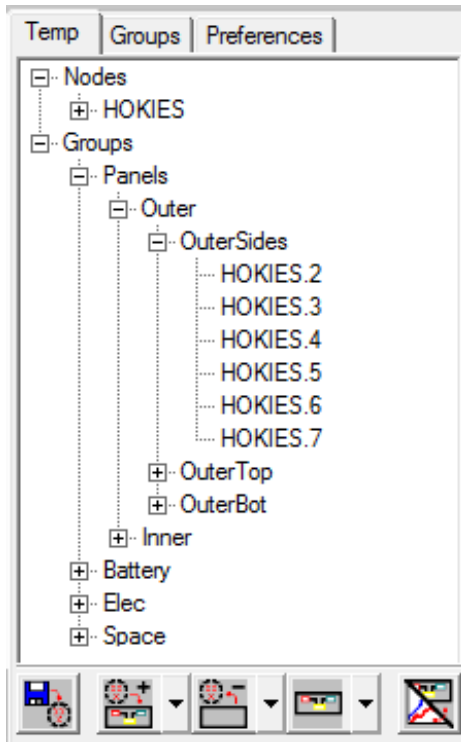 Temp Groups Preferences
Nodes
HOKIES
Groups
Panels
Outer
OuterSides
HOKIES.2
HOKIES.3
HOKIES.4
HOKIES.5
HOKIES.6
HOKIES.7
OuterTop
OuterBot
Inner
Battery
Elec
Space